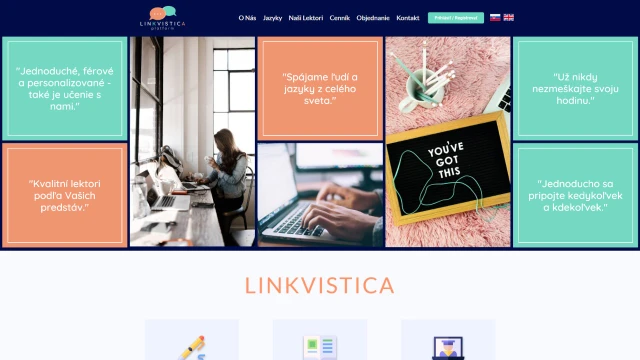 LINKVISTICA
platform
O Nás
Jazyky
Naši Lektori
Cenník
Objednanie
Kontakt
Prihlásiť / Registrovať
"Jednoduché, férové
a personalizované -
také je učenie s
nami."
"Spájame ľudí a
jazyky z celého
sveta."
"Už nikdy
nezmeškajte svoju
hodinu."
YOU'VE
GOT
THIS
"Kvalitní lektori
podľa Vašich
predstáv."
"Jednoducho sa
pripojte kedykoľvek
a kdekoľvek."
LINKVISTICA